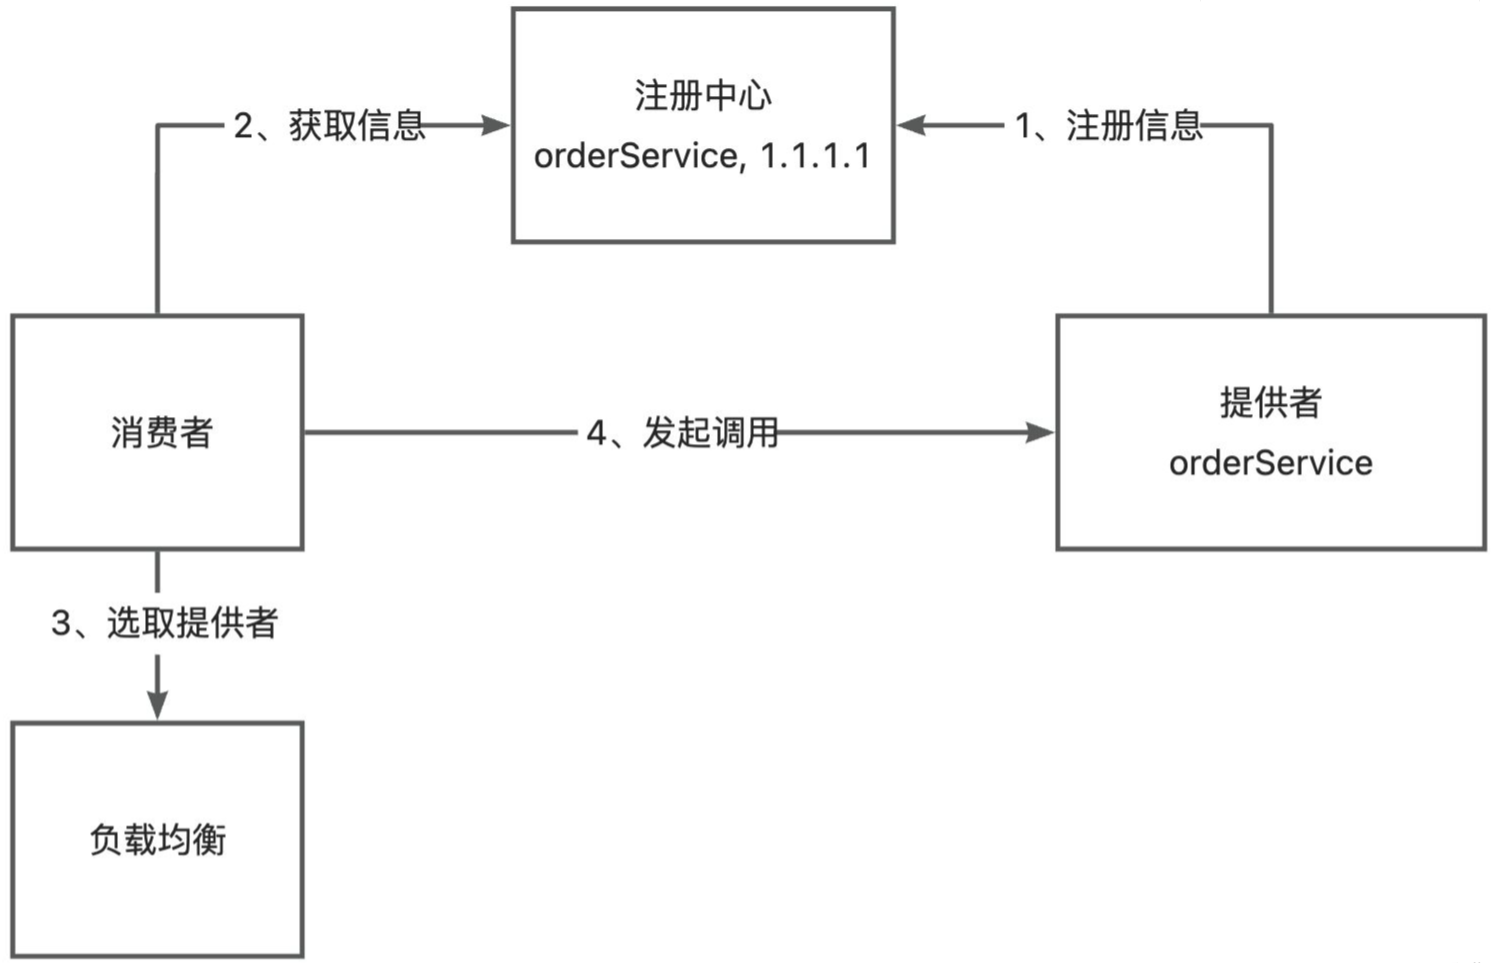 注册中心
orderService, 1.1.1.1
2、获取信息
1、注册信息
消费者
4、发起调用
提供者
orderService
3、选取提供者
负载均衡